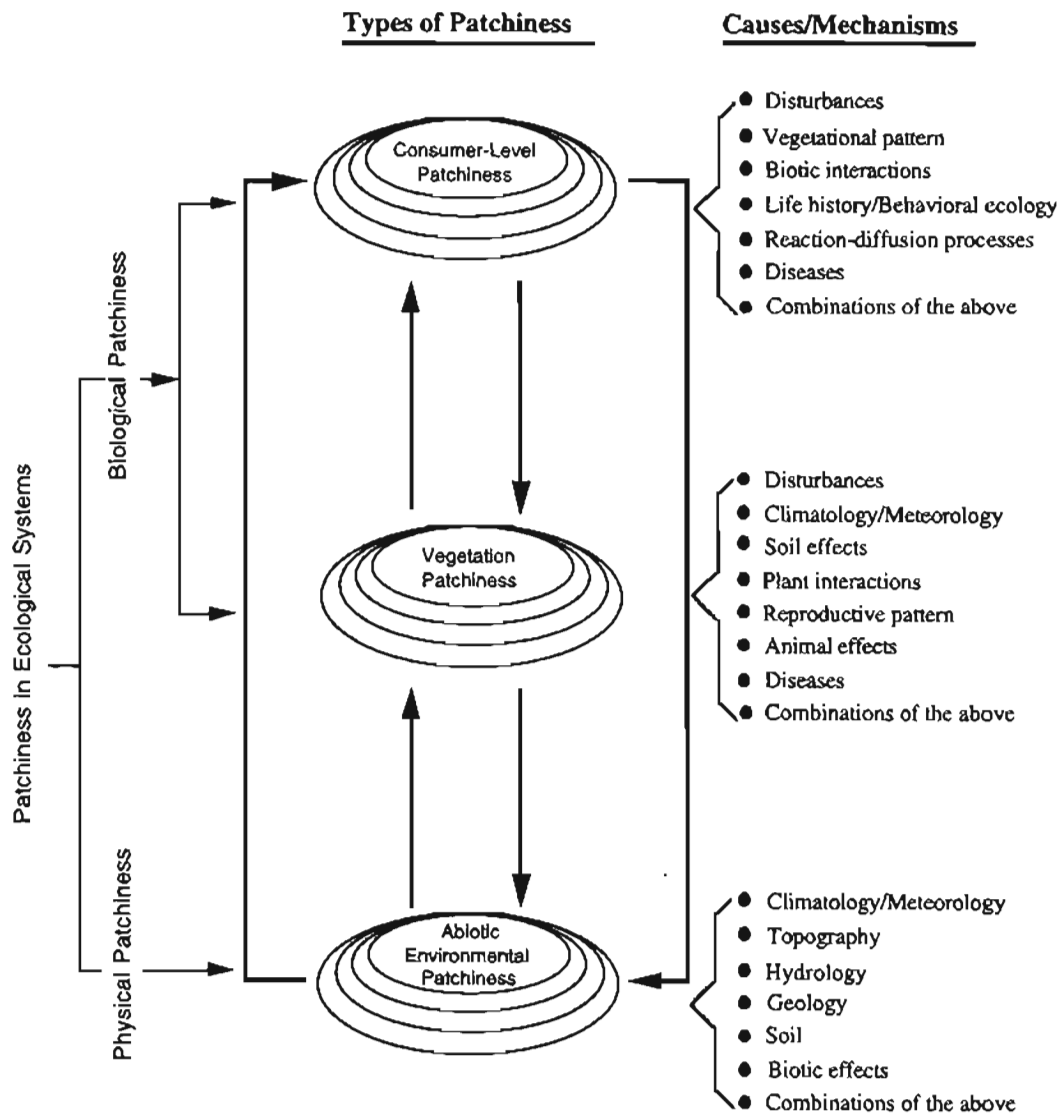 Types of Patchiness
Causes/Mechanisms
Consumer-Level
Patchiness
Disturbances
Vegetational pattern
Biotic interactions
Life history/Behavioral ecology
Reaction-diffusion processes
Diseases
Combinations of the above
Patchiness in Ecological Systems
Biological Patchiness
Vegetation
Patchiness
Disturbances
Climatology/Meteorology
Soil effects
Plant interactions
Reproductive pattern
Animal effects
Diseases
Combinations of the above
Physical Patchiness
Abiotic
Environmental
Patchiness
Climatology/Meteorology
Topography
Hydrology
Geology
Soil
Biotic effects
Combinations of the above